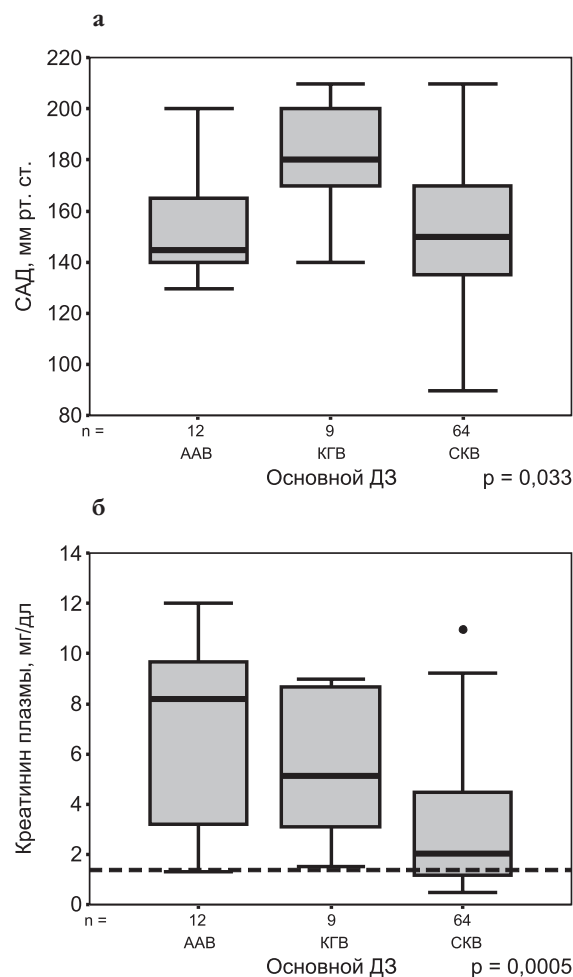 а
220
200
180
160
140
120
100
80
САД, мм рт. ст.
n = 12 9 64
ААВ КГВ СКВ
Основной ДЗ p = 0,033
б
14
12
10
8
6
4
2
0
Креатинин плазмы, мг/дл
n = 12 9 64
ААВ КГВ СКВ
Основной ДЗ p = 0,0005